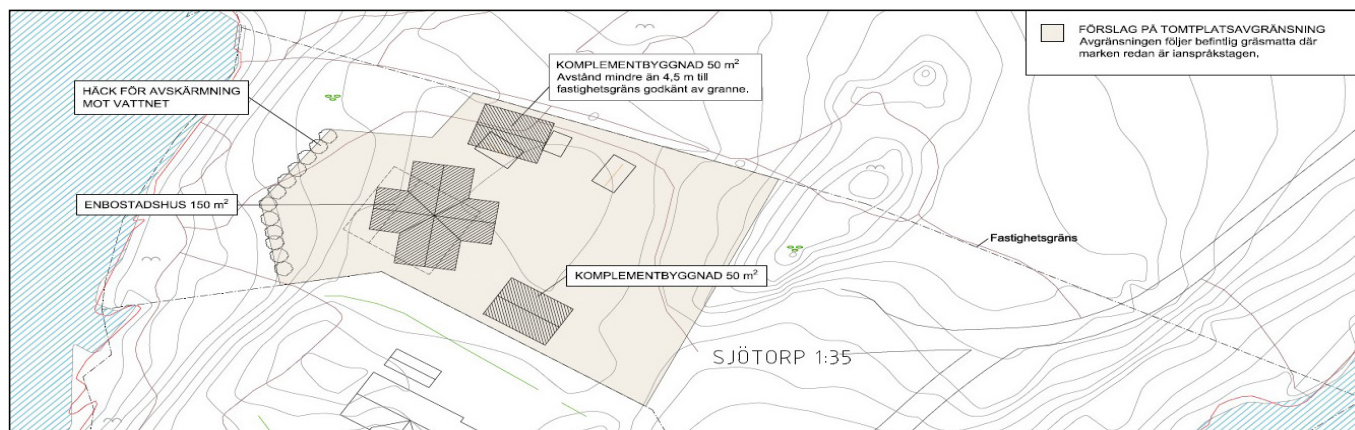 FÖRSLAG PÅ TOMTPLATSAVGRÄNSNING
Avgränsningen följer befintlig gräsmatta där
marken redan är ianspråkstagen.
KOMPLEMENTBYGGNAD 50 m²
Avstånd mindre än 4,5 m till
fastighetsgräns godkänt av granne.
HÄCK FÖR AVSKÄRMNING
MOT VATTNET
ENBOSTADSHUS 150 m²
Fastighetsgräns
KOMPLEMENTBYGGNAD 50 m²
SJÖTORP 1:35